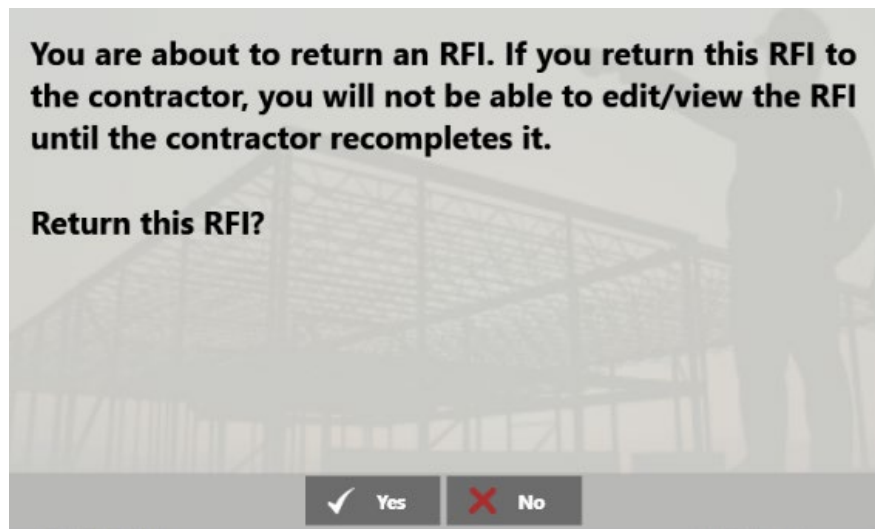 You are about to return an RFI. If you return this RFI to
the contractor, you will not be able to edit/view the RFI
until the contractor recompletes it.
Return this RFI?
Yes
No